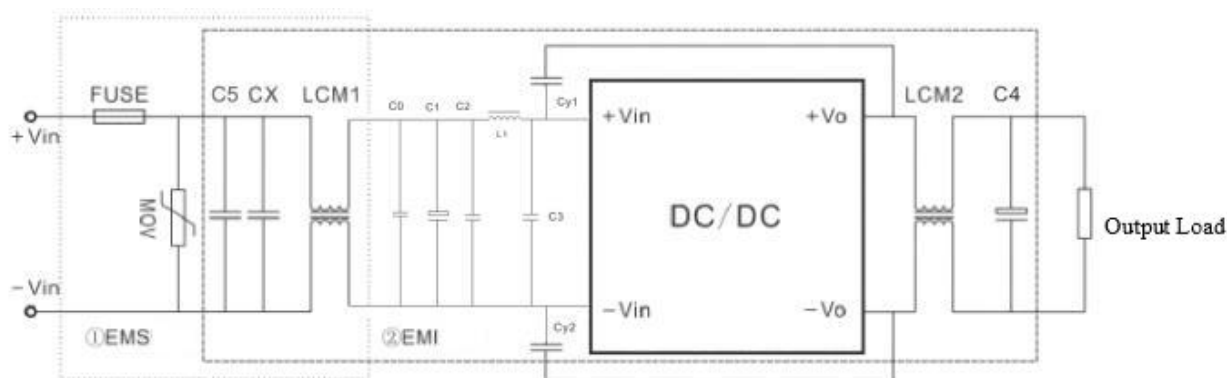 FUSE
C5
CX
LCM1
C0
C1
C2
L1
Cy1
+Vin
+Vin
+Vo
LCM2
C4
MOV
C3
DC/DC
Output Load
-Vin
-Vin
-Vo
①EMS
②EMI
Cy2